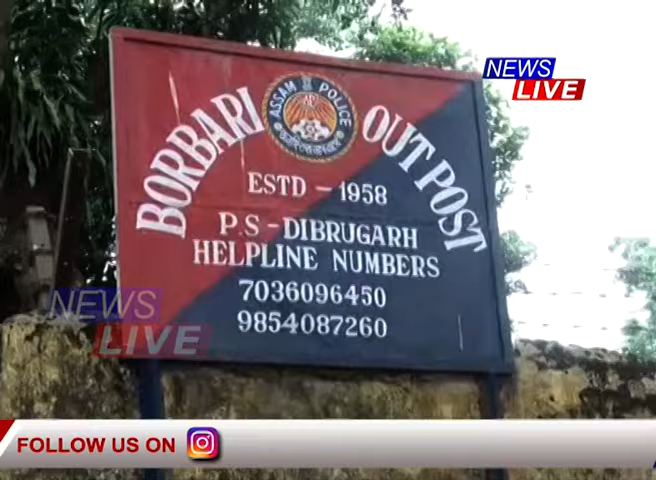 NEWS
LIVE
ASSAM POLICE
BORBARI OUT POST
ESTD - 1958
P.S - DIBRUGARH
HELPLINE NUMBERS
7036096450
9854087260
NEWS
LIVE
FOLLOW US ON